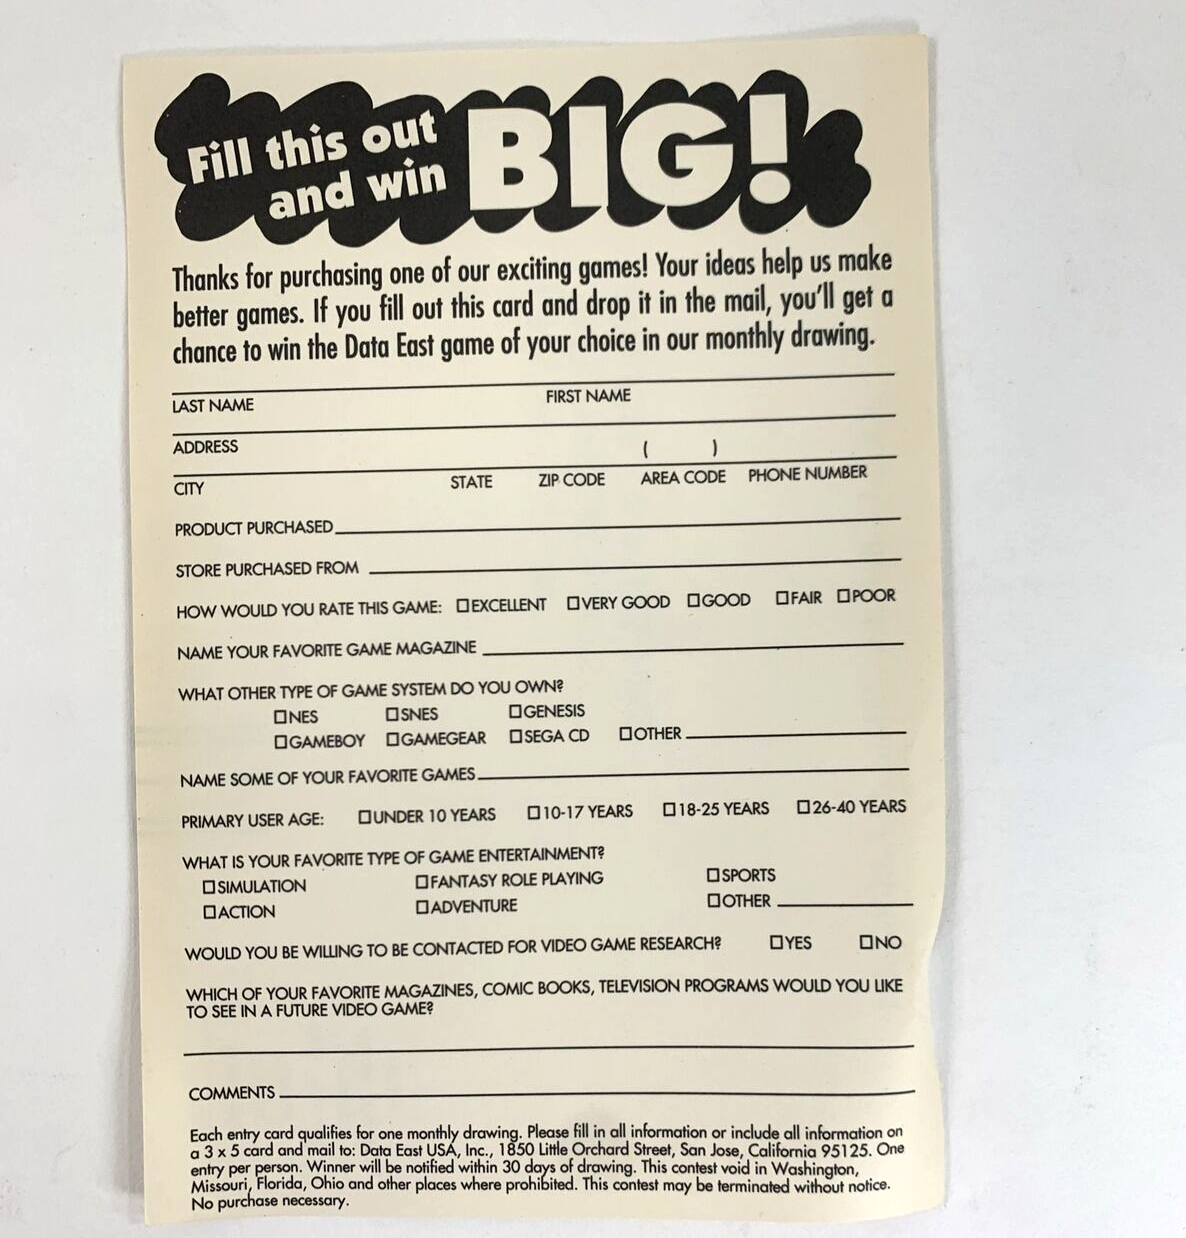 Fill this out
and win BIG!
Thanks for purchasing one of our exciting games! Your ideas help us make
better games. If you fill out this card and drop it in the mail, you'll get a
chance to win the Data East game of your choice in our monthly drawing.
LAST NAME FIRST NAME
ADDRESS ( )
CITY STATE ZIP CODE AREA CODE PHONE NUMBER
PRODUCT PURCHASED
STORE PURCHASED FROM
HOW WOULD YOU RATE THIS GAME: ☐EXCELLENT ☐VERY GOOD ☐GOOD ☐FAIR ☐POOR
NAME YOUR FAVORITE GAME MAGAZINE
WHAT OTHER TYPE OF GAME SYSTEM DO YOU OWN?
☐NES ☐SNES ☐GENESIS
☐GAMEBOY ☐GAMEGEAR ☐SEGA CD ☐OTHER
NAME SOME OF YOUR FAVORITE GAMES
PRIMARY USER AGE: ☐UNDER 10 YEARS ☐10-17 YEARS ☐18-25 YEARS ☐26-40 YEARS
WHAT IS YOUR FAVORITE TYPE OF GAME ENTERTAINMENT?
☐SIMULATION ☐FANTASY ROLE PLAYING ☐SPORTS
☐ACTION ☐ADVENTURE ☐OTHER
WOULD YOU BE WILLING TO BE CONTACTED FOR VIDEO GAME RESEARCH? ☐YES ☐NO
WHICH OF YOUR FAVORITE MAGAZINES, COMIC BOOKS, TELEVISION PROGRAMS WOULD YOU LIKE
TO SEE IN A FUTURE VIDEO GAME?
COMMENTS
Each entry card qualifies for one monthly drawing. Please fill in all information or include all information on
a 3 x 5 card and mail to: Data East USA, Inc., 1850 Little Orchard Street, San Jose, California 95125. One
entry per person. Winner will be notified within 30 days of drawing. This contest void in Washington,
Missouri, Florida, Ohio and other places where prohibited. This contest may be terminated without notice.
No purchase necessary.